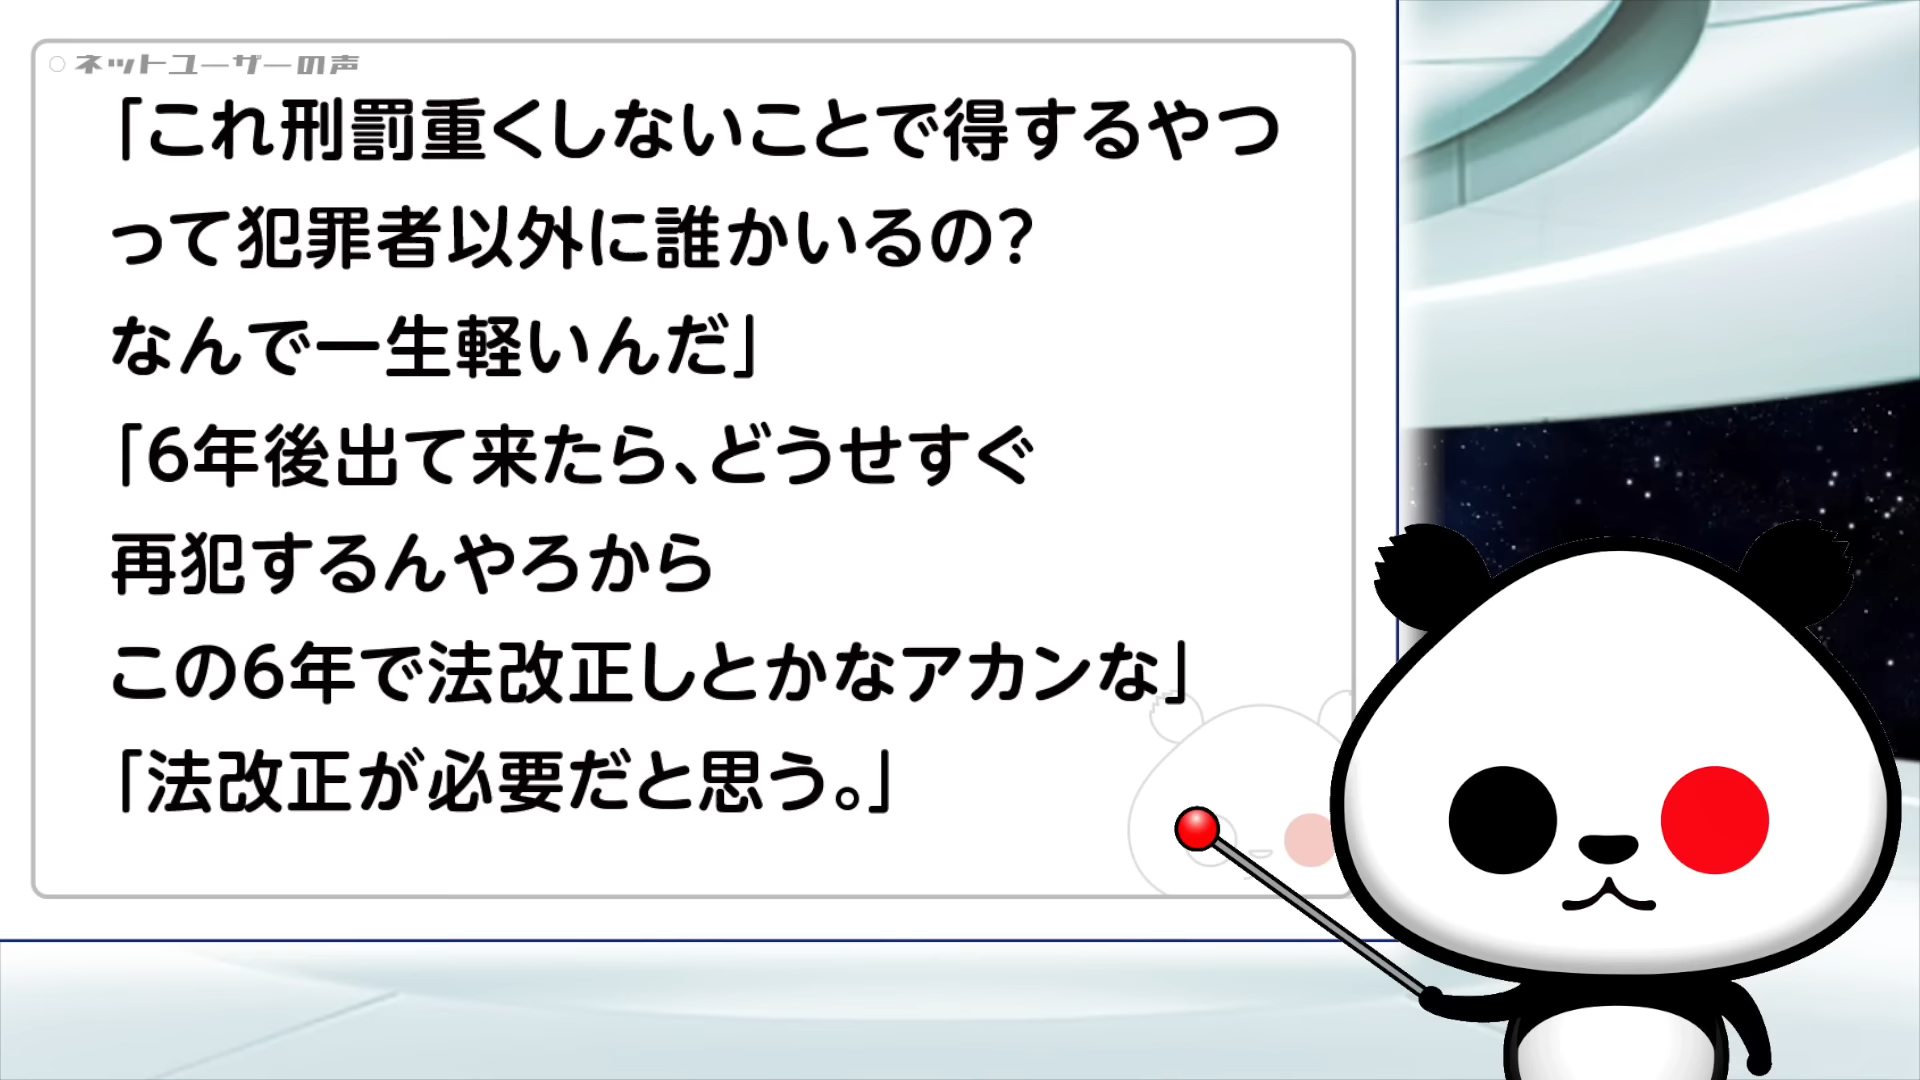 ネットユーザーの声
「これ刑罰重くしないことで得するやつ
って犯罪者以外に誰かいるの?
なんで一生軽いんだ」
「6年後出て来たら、どうせすぐ
再犯するんやろから
この6年で法改正しとかなアカンな」
「法改正が必要だと思う。」